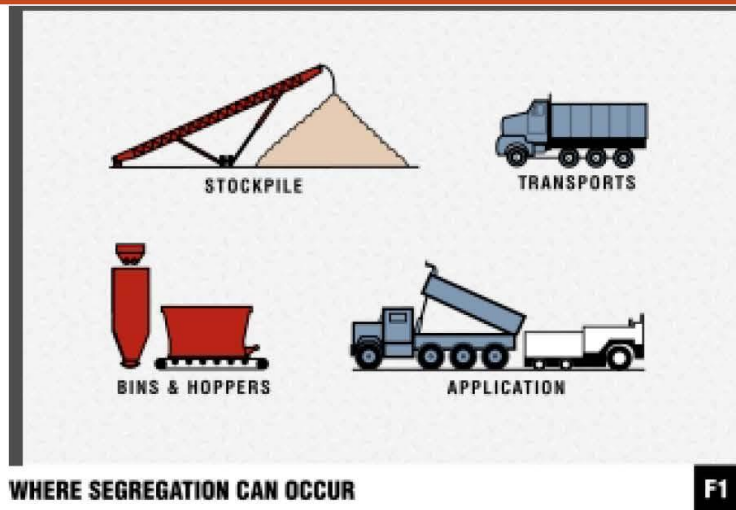 STOCKPILE
TRANSPORTS
BINS & HOPPERS
APPLICATION
WHERE SEGREGATION CAN OCCUR
F1